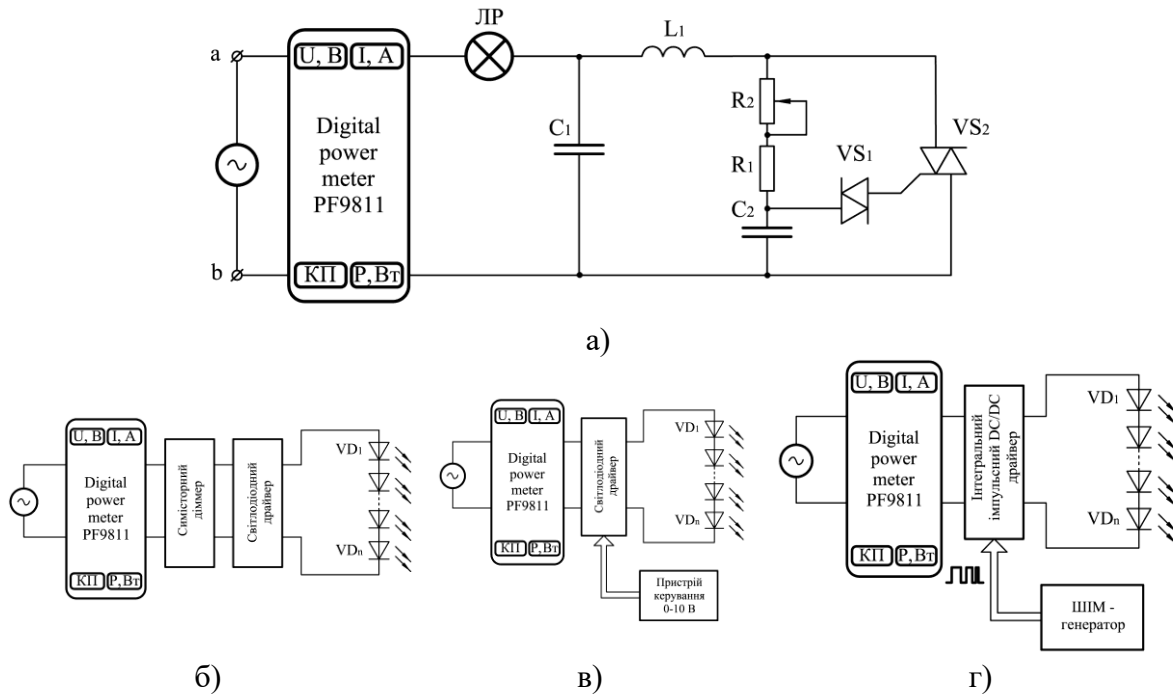 ЛР
L1
a
U, В
I, А
R2
VS2
C1
Digital
power
meter
PF9811
VS1
R1
C2
b
КП
Р,Вт
а)
U, В
I, А
Digital
power
meter
PF9811
КП
Р,Вт
Симісторний
діммер
Світлодіодний
драйвер
VD1
VDn
б)
U, В
I, А
Digital
power
meter
PF9811
КП
Р,Вт
Світлодіодний
драйвер
VD1
VDn
Пристрій
керування
0-10 В
в)
U, В
I, А
Digital
power
meter
PF9811
КП
Р,Вт
Інтегральний
імпульсний DC/DC
драйвер
VD1
VDn
ШІМ -
генератор
г)